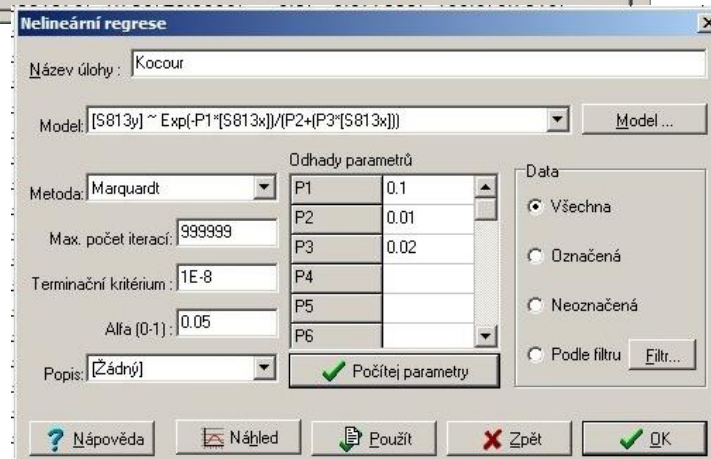 Nelineární regrese
Název úlohy : Kocour
Model: [S813y] ~ Exp(-P1*[S813x])/(P2+(P3*[S813x])) Model ...
Odhady parametrů
Data
Metoda: Marquardt
P1 0.1
Všechna
P2 0.01
Max. počet iterací: 999999
P3 0.02
Označená
Terminační kritérium : 1E-8
P4
P5
Neoznačená
Alfa (0-1) : 0.05
P6
Podle filtru Filtr...
Popis: [Žádný]
Počítej parametry
Nápověda Náhled Použít Zpět OK